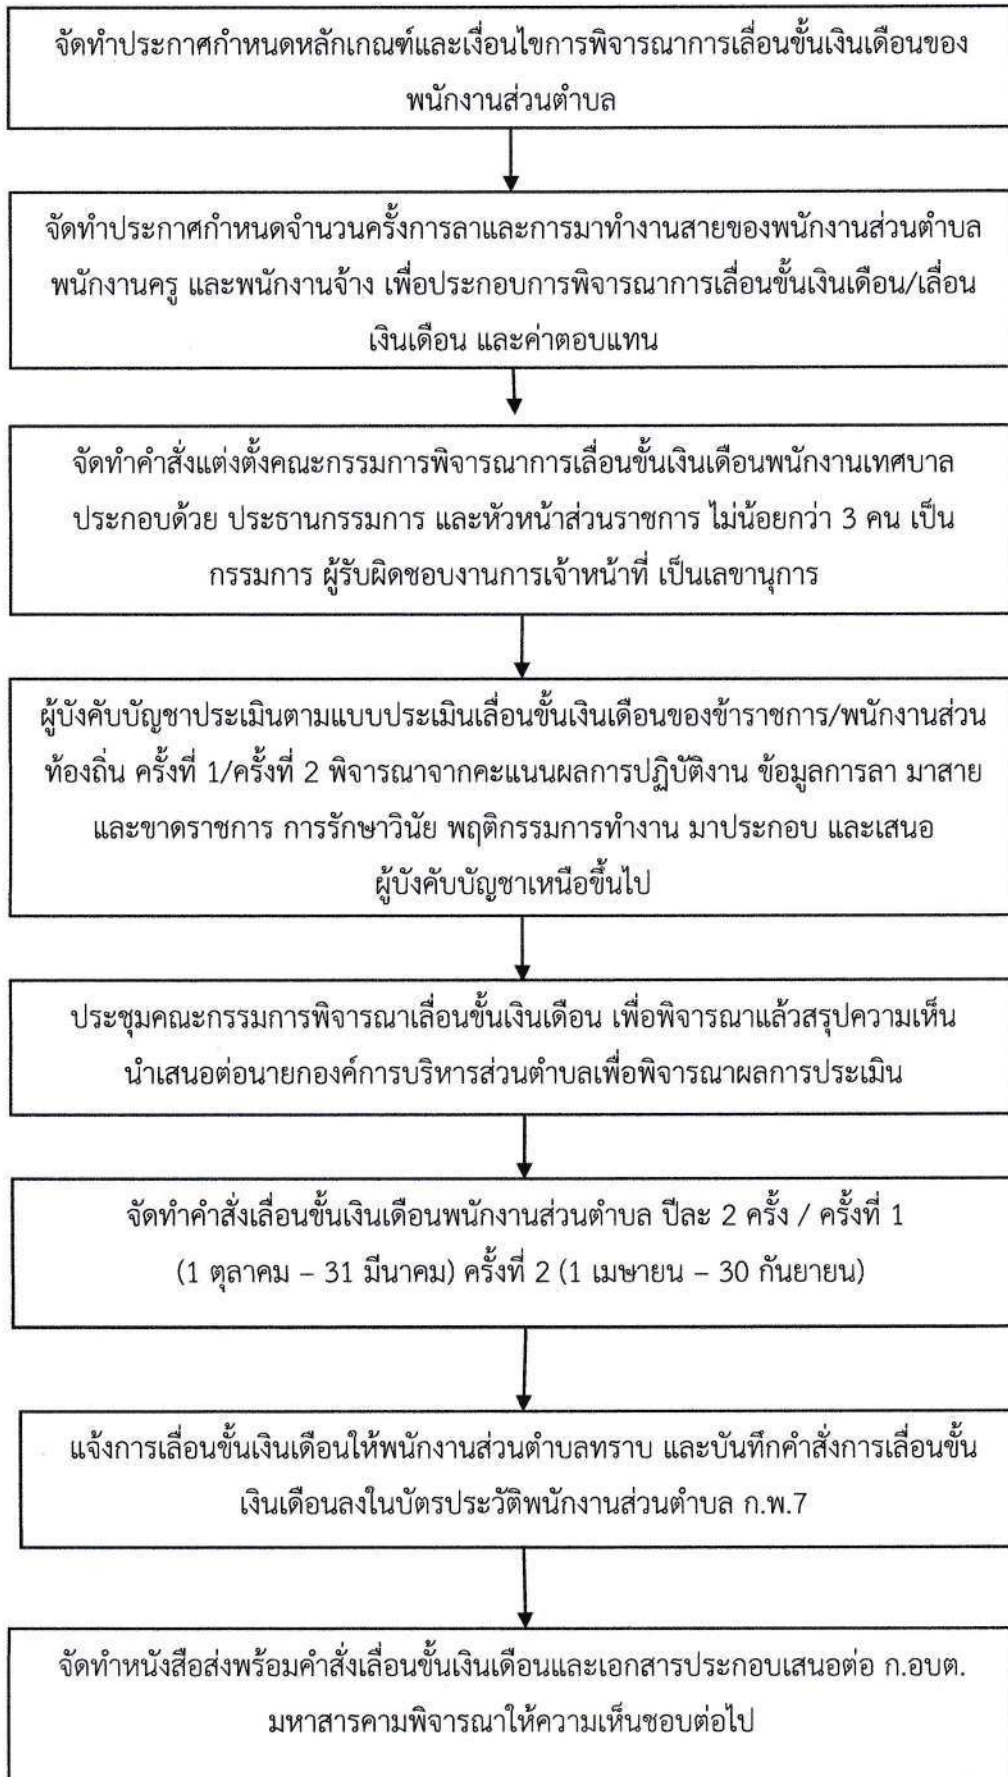 จัดทำประกาศกำหนดหลักเกณฑ์และเงื่อนไขการพิจารณาการเลื่อนขั้นเงินเดือนของ
พนักงานส่วนตำบล
จัดทำประกาศกำหนดจำนวนครั้งการลาและการมาทำงานสายของพนักงานส่วนตำบล
พนักงานครู และพนักงานจ้าง เพื่อประกอบการพิจารณาการเลื่อนขั้นเงินเดือน/เลื่อน
เงินเดือน และค่าตอบแทน
จัดทำคำสั่งแต่งตั้งคณะกรรมการพิจารณาการเลื่อนขั้นเงินเดือนพนักงานเทศบาล
ประกอบด้วย ประธานกรรมการ และหัวหน้าส่วนราชการ ไม่น้อยกว่า 3 คน เป็น
กรรมการ ผู้รับผิดชอบงานการเจ้าหน้าที่ เป็นเลขานุการ
ผู้บังคับบัญชาประเมินตามแบบประเมินเลื่อนขั้นเงินเดือนของข้าราชการ/พนักงานส่วน
ท้องถิ่น ครั้งที่ 1/ครั้งที่ 2 พิจารณาจากคะแนนผลการปฏิบัติงาน ข้อมูลการลา มาสาย
และขาดราชการ การรักษาวินัย พฤติกรรมการทำงาน มาประกอบ และเสนอ
ผู้บังคับบัญชาเหนือขึ้นไป
ประชุมคณะกรรมการพิจารณาเลื่อนขั้นเงินเดือน เพื่อพิจารณาแล้วสรุปความเห็น
นำเสนอต่อนายกองค์การบริหารส่วนตำบลเพื่อพิจารณาผลการประเมิน
จัดทำคำสั่งเลื่อนขั้นเงินเดือนพนักงานส่วนตำบล ปีละ 2 ครั้ง / ครั้งที่ 1
(1 ตุลาคม – 31 มีนาคม) ครั้งที่ 2 (1 เมษายน – 30 กันยายน)
แจ้งการเลื่อนขั้นเงินเดือนให้พนักงานส่วนตำบลทราบ และบันทึกคำสั่งการเลื่อนขั้น
เงินเดือนลงในบัตรประวัติพนักงานส่วนตำบล ก.พ.7
จัดทำหนังสือส่งพร้อมคำสั่งเลื่อนขั้นเงินเดือนและเอกสารประกอบเสนอต่อ ก.อบต.
มหาสารคามพิจารณาให้ความเห็นชอบต่อไป